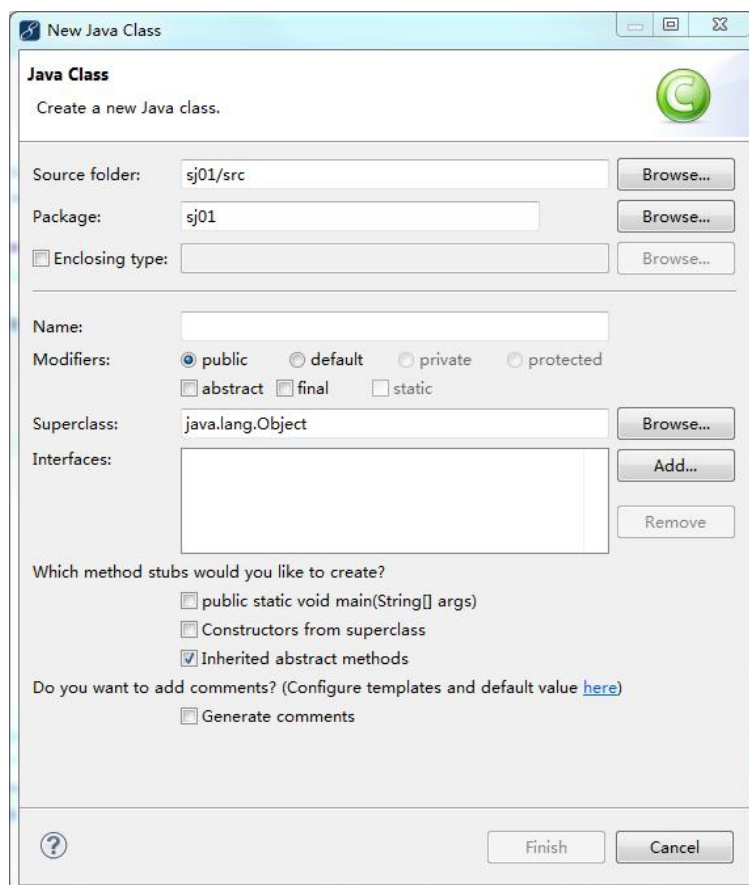 New Java Class
Java Class
Create a new Java class.
Source folder: sj01/src Browse...
Package: sj01 Browse...
Enclosing type: Browse...
Name:
Modifiers: public default private protected
abstract final static
Superclass: java.lang.Object Browse...
Interfaces: Add...
Remove
Which method stubs would you like to create?
public static void main(String[] args)
Constructors from superclass
Inherited abstract methods
Do you want to add comments? (Configure templates and default value here)
Generate comments
Finish Cancel